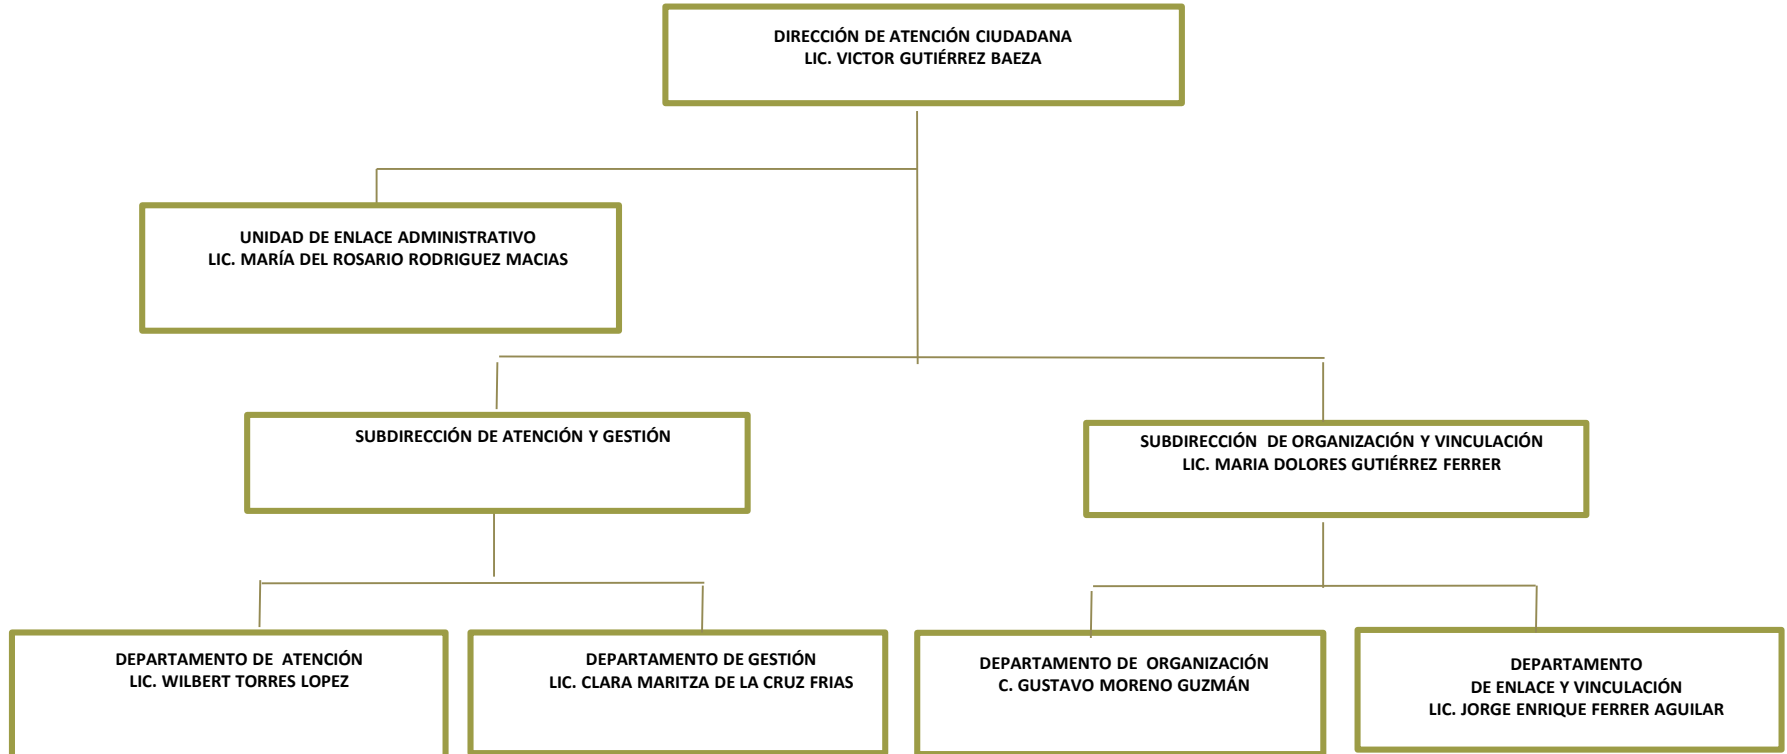 DIRECCIÓN DE ATENCIÓN CIUDADANA
LIC. VICTOR GUTIÉRREZ BAEZA
UNIDAD DE ENLACE ADMINISTRATIVO
LIC. MARÍA DEL ROSARIO RODRIGUEZ MACIAS
SUBDIRECCIÓN DE ATENCIÓN Y GESTIÓN
SUBDIRECCIÓN DE ORGANIZACIÓN Y VINCULACIÓN
LIC. MARIA DOLORES GUTIÉRREZ FERRER
DEPARTAMENTO DE ATENCIÓN
LIC. WILBERT TORRES LOPEZ
DEPARTAMENTO DE GESTIÓN
LIC. CLARA MARITZA DE LA CRUZ FRIAS
DEPARTAMENTO DE ORGANIZACIÓN
C. GUSTAVO MORENO GUZMÁN
DEPARTAMENTO
DE ENLACE Y VINCULACIÓN
LIC. JORGE ENRIQUE FERRER AGUILAR